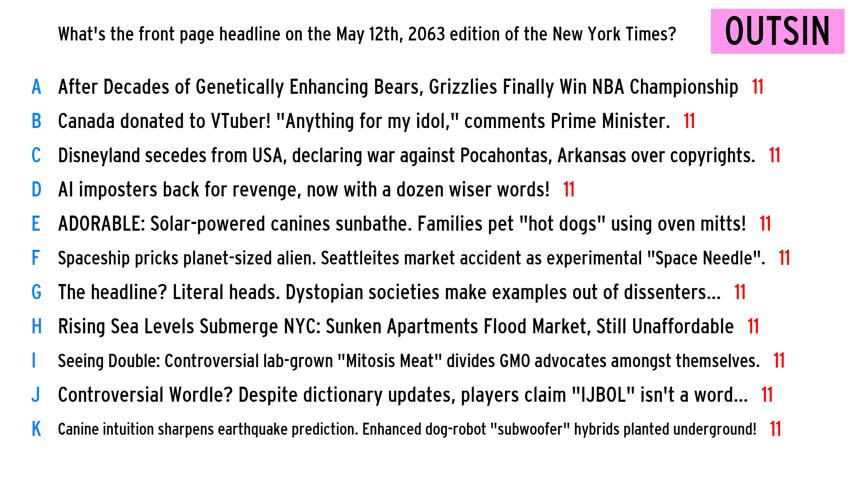 What's the front page headline on the May 12th, 2063 edition of the New York Times?
OUTSIN
A After Decades of Genetically Enhancing Bears, Grizzlies Finally Win NBA Championship 11
B Canada donated to VTuber! "Anything for my idol," comments Prime Minister. 11
C Disneyland secedes from USA, declaring war against Pocahontas, Arkansas over copyrights. 11
D AI imposters back for revenge, now with a dozen wiser words! 11
E ADORABLE: Solar-powered canines sunbathe. Families pet "hot dogs" using oven mitts! 11
F Spaceship pricks planet-sized alien. Seattleites market accident as experimental "Space Needle". 11
G The headline? Literal heads. Dystopian societies make examples out of dissenters... 11
H Rising Sea Levels Submerge NYC: Sunken Apartments Flood Market, Still Unaffordable 11
I Seeing Double: Controversial lab-grown "Mitosis Meat" divides GMO advocates amongst themselves. 11
J Controversial Wordle? Despite dictionary updates, players claim "IJBOL" isn't a word... 11
K Canine intuition sharpens earthquake prediction. Enhanced dog-robot "subwoofer" hybrids planted underground! 11